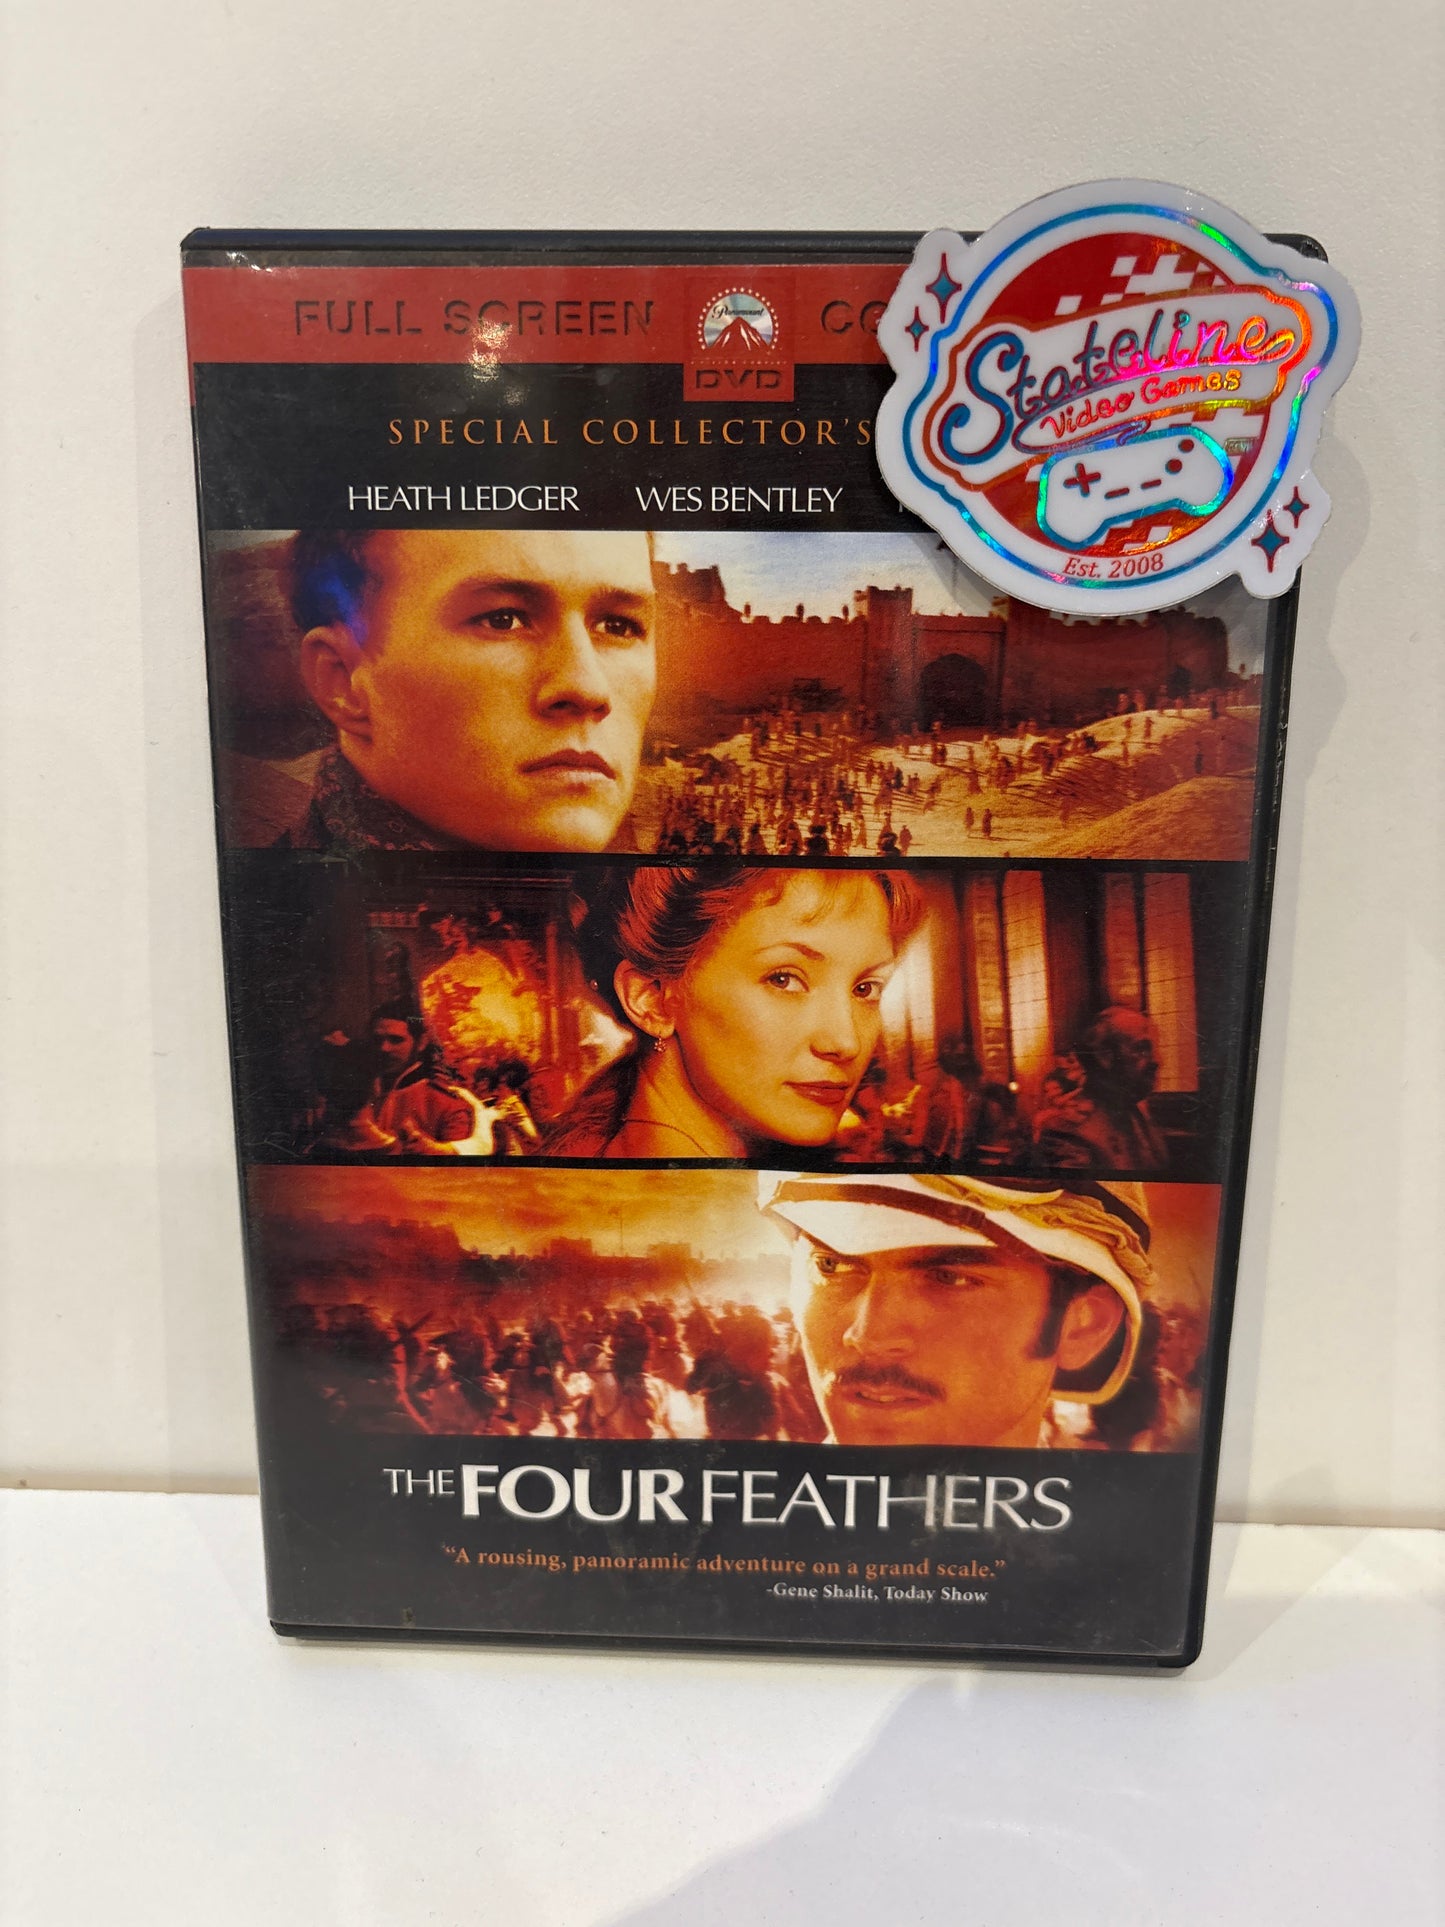 FULL SCREEN
Paramount
DVD
SPECIAL COLLECTOR'S
HEATH LEDGER WES BENTLEY
Stateline
Video Games
Est. 2008
THE FOUR FEATHERS
"A rousing, panoramic adventure on a grand scale."
-Gene Shalit, Today Show